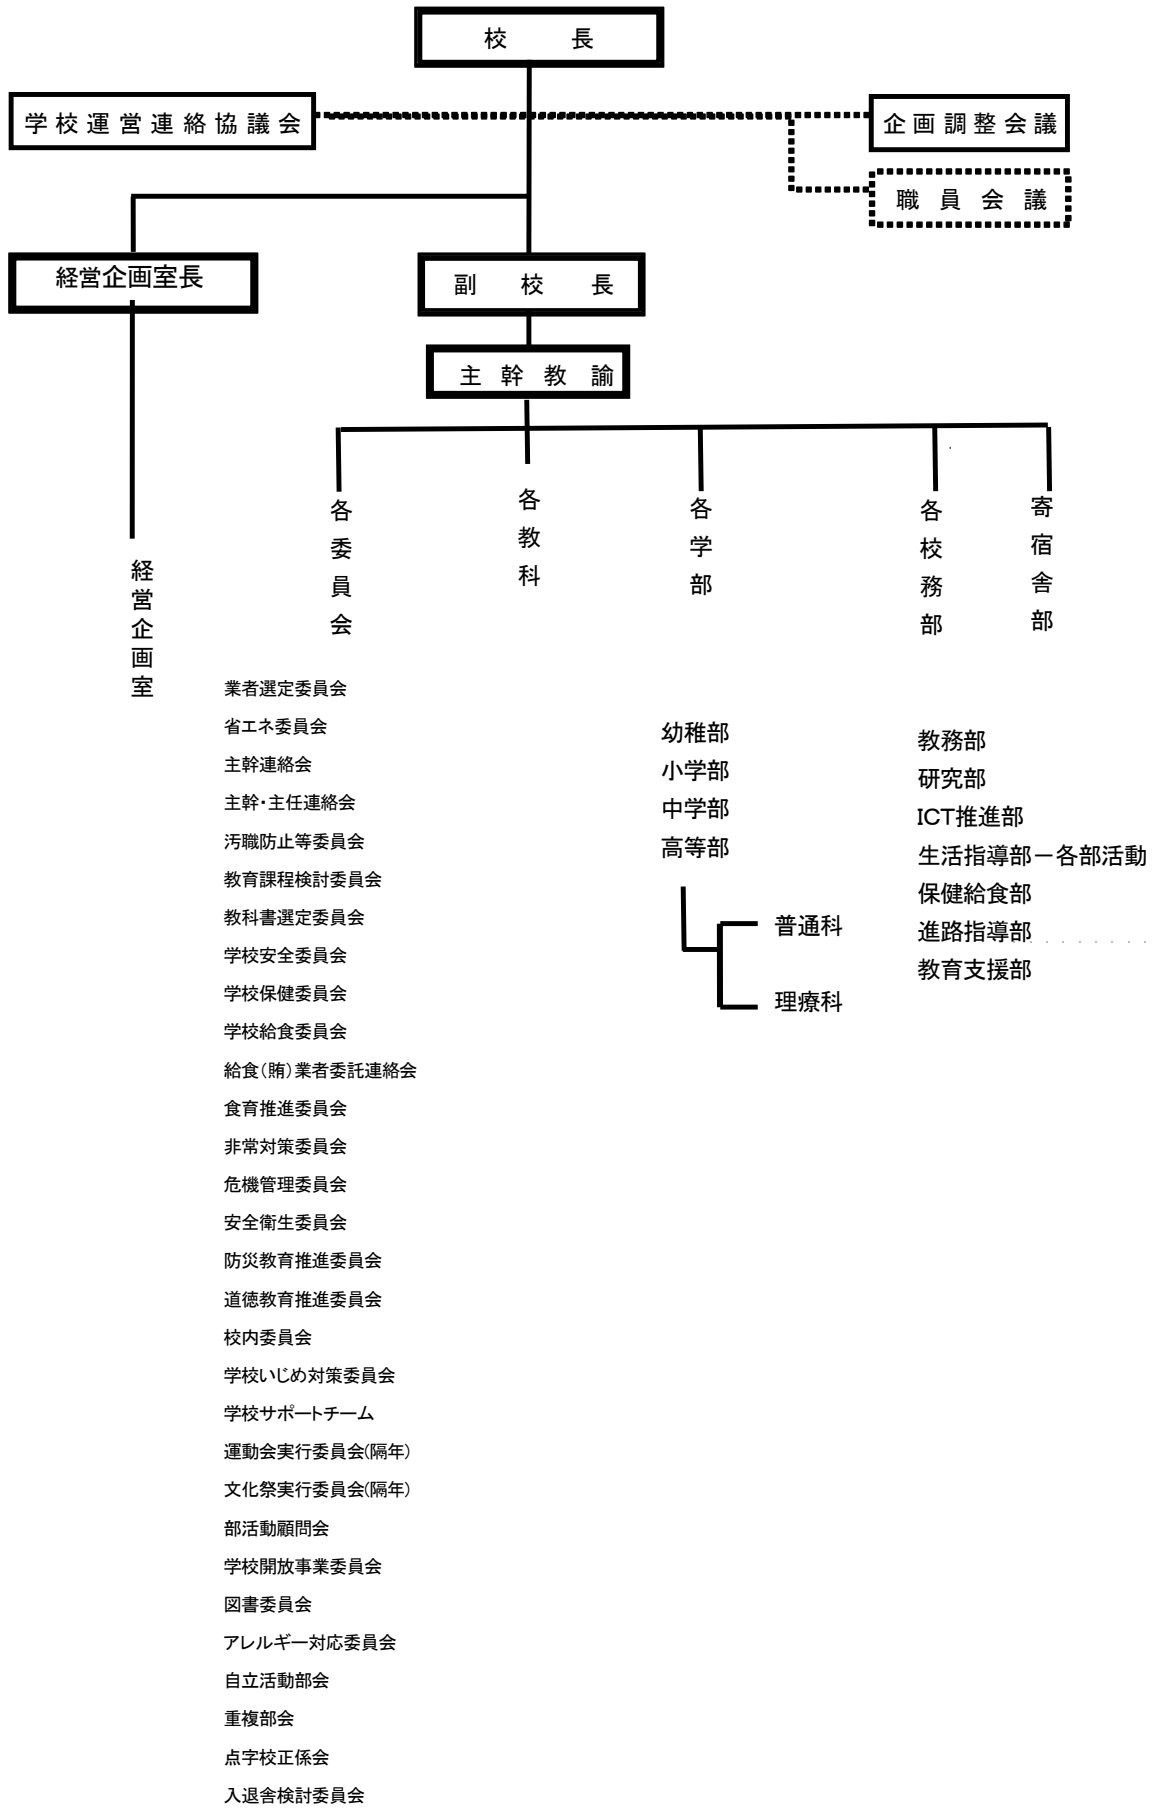 校長
学校運営連絡協議会
企画調整会議
職員会議
経営企画室長
副校長
主幹教諭
経営企画室
各委員会
各教科
各学部
各校務部
寄宿舎部
業者選定委員会
省エネ委員会
主幹連絡会
主幹・主任連絡会
汚職防止等委員会
教育課程検討委員会
教科書選定委員会
学校安全委員会
学校保健委員会
学校給食委員会
給食（賄）業者委託連絡会
食育推進委員会
非常対策委員会
危機管理委員会
安全衛生委員会
防災教育推進委員会
道徳教育推進委員会
校内委員会
学校いじめ対策委員会
学校サポートチーム
運動会実行委員会(隔年)
文化祭実行委員会(隔年)
部活動顧問会
学校開放事業委員会
図書委員会
アレルギー対応委員会
自立活動部会
重複部会
点字校正係会
入退舎検討委員会
幼稚部
小学部
中学部
高等部
普通科
理療科
教務部
研究部
ICT推進部
生活指導部－各部活動
保健給食部
進路指導部
教育支援部